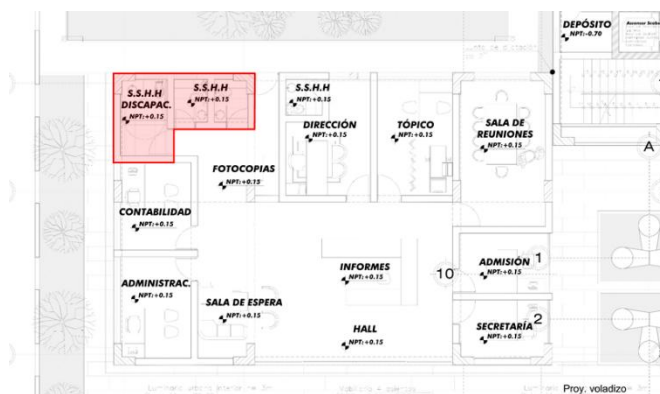 DEPÓSITO
NPT:-0.70
S.S.H.H
DISCAPAC.
NPT:+0.15
S.S.H.H
NPT:+0.15
S.S.H.H
NPT:+0.15
DIRECCIÓN
NPT:+0.15
TÓPICO
NPT:+0.15
SALA DE
REUNIONES
NPT:+0.15
A
FOTOCOPIAS
NPT:+0.15
CONTABILIDAD
NPT:+0.15
ADMINISTRAC.
NPT:+0.15
SALA DE ESPERA
NPT:+0.15
INFORMES
NPT:+0.15
10
ADMISIÓN
NPT:+0.15
1
HALL
NPT:+0.15
SECRETARÍA
NPT:+0.15
2
Proy. voladizo